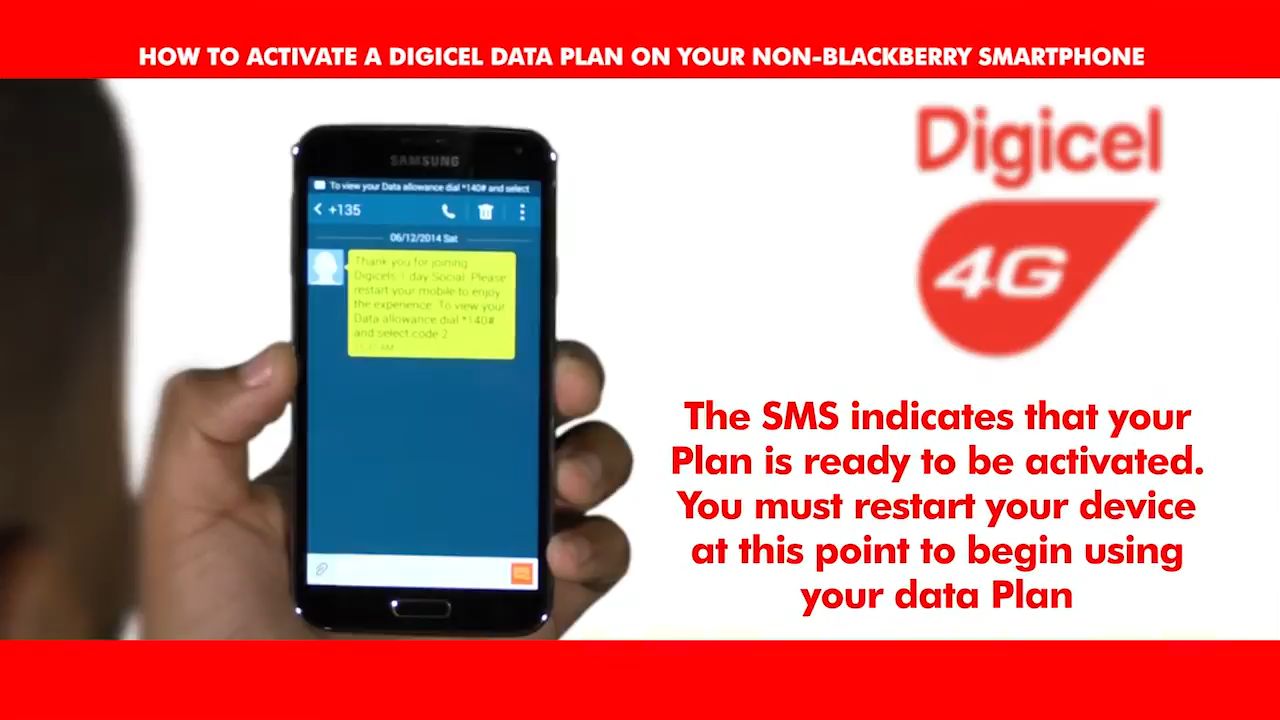 HOW TO ACTIVATE A DIGICEL DATA PLAN ON YOUR NON-BLACKBERRY SMARTPHONE
SAMSUNG
To view your Data allowance dial *140# and select
+135
06/12/2014 Sat
Thank you for joining
Digicels 1 day Social. Please
restart your mobile to enjoy
the experience. To view your
Data allowance dial *140#
and select code 2
Digicel
4G
The SMS indicates that your
Plan is ready to be activated.
You must restart your device
at this point to begin using
your data Plan